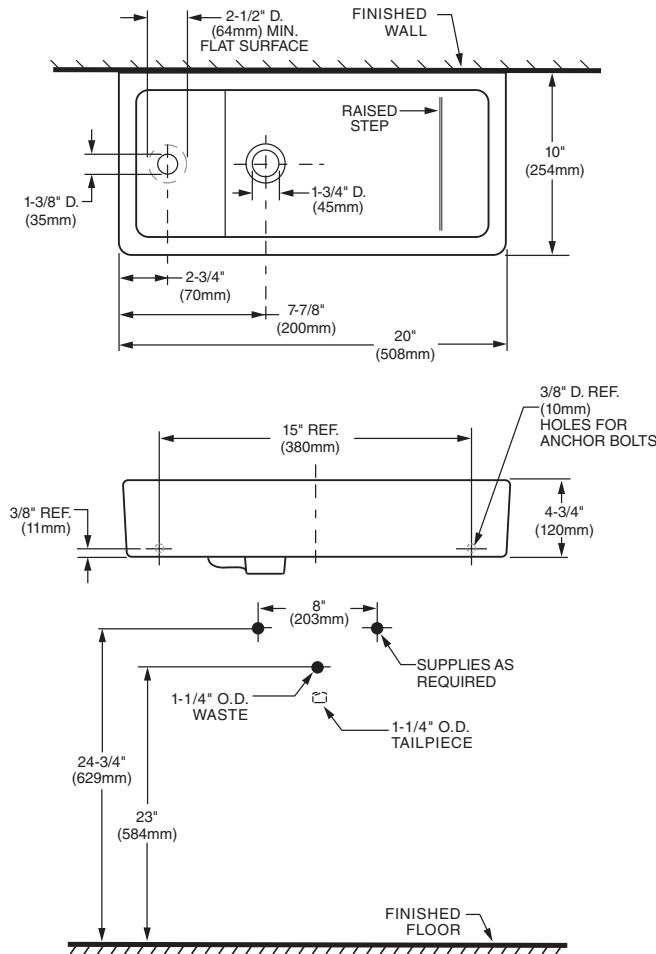 2-1/2" D.
(64mm) MIN.
FLAT SURFACE
FINISHED
WALL
RAISED
STEP
10"
(254mm)
1-3/8" D.
(35mm)
1-3/4" D.
(45mm)
2-3/4"
(70mm)
7-7/8"
(200mm)
20"
(508mm)
3/8" D. REF.
(10mm)
HOLES FOR
ANCHOR BOLTS
15" REF.
(380mm)
3/8" REF.
(11mm)
4-3/4"
(120mm)
8"
(203mm)
SUPPLIES AS
REQUIRED
1-1/4" O.D.
WASTE
1-1/4" O.D.
TAILPIECE
24-3/4"
(629mm)
23"
(584mm)
FINISHED
FLOOR